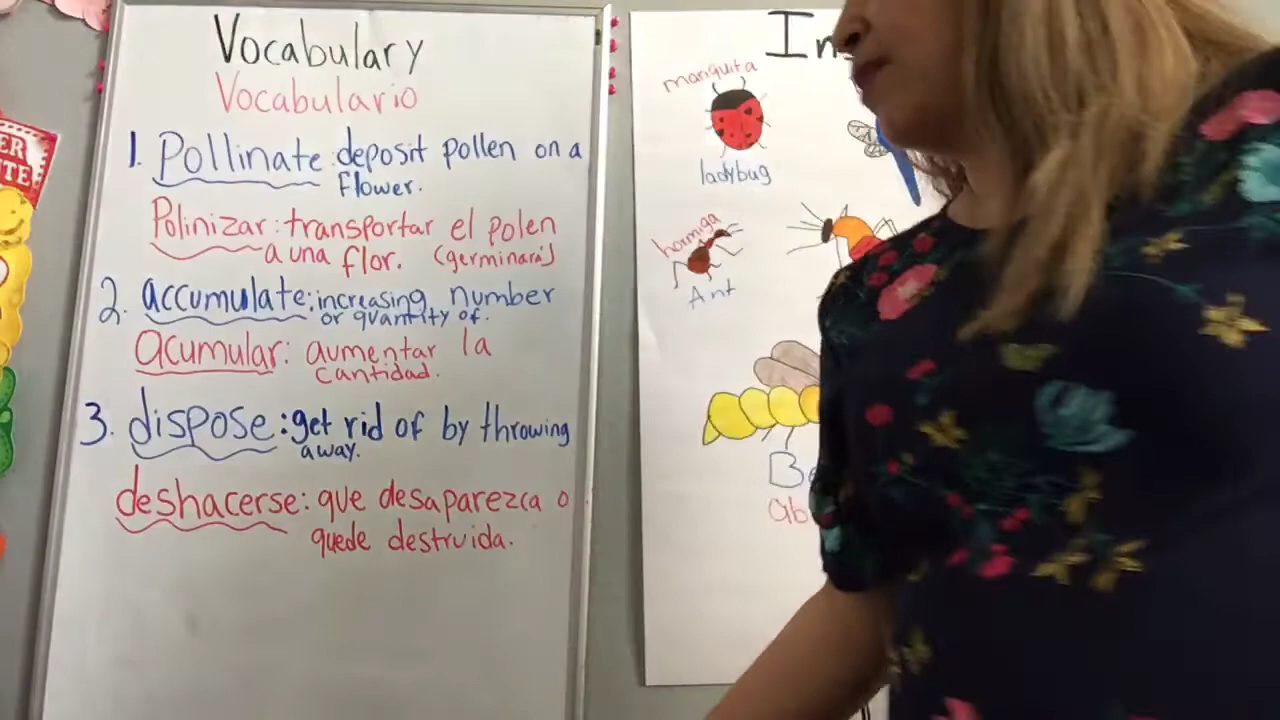 Vocabulary
Vocabulario
1. Pollinate: deposit pollen on a
flower.
Polinizar: transportar el polen
a una flor. (germinará)
2. accumulate: increasing number
or quantity of.
Acumular: aumentar la
cantidad.
3. dispose: get rid of by throwing
away.
deshacerse: que desaparezca o
quede destruida.
In
mariquita
ladybug
hormiga
Ant
Be
ab